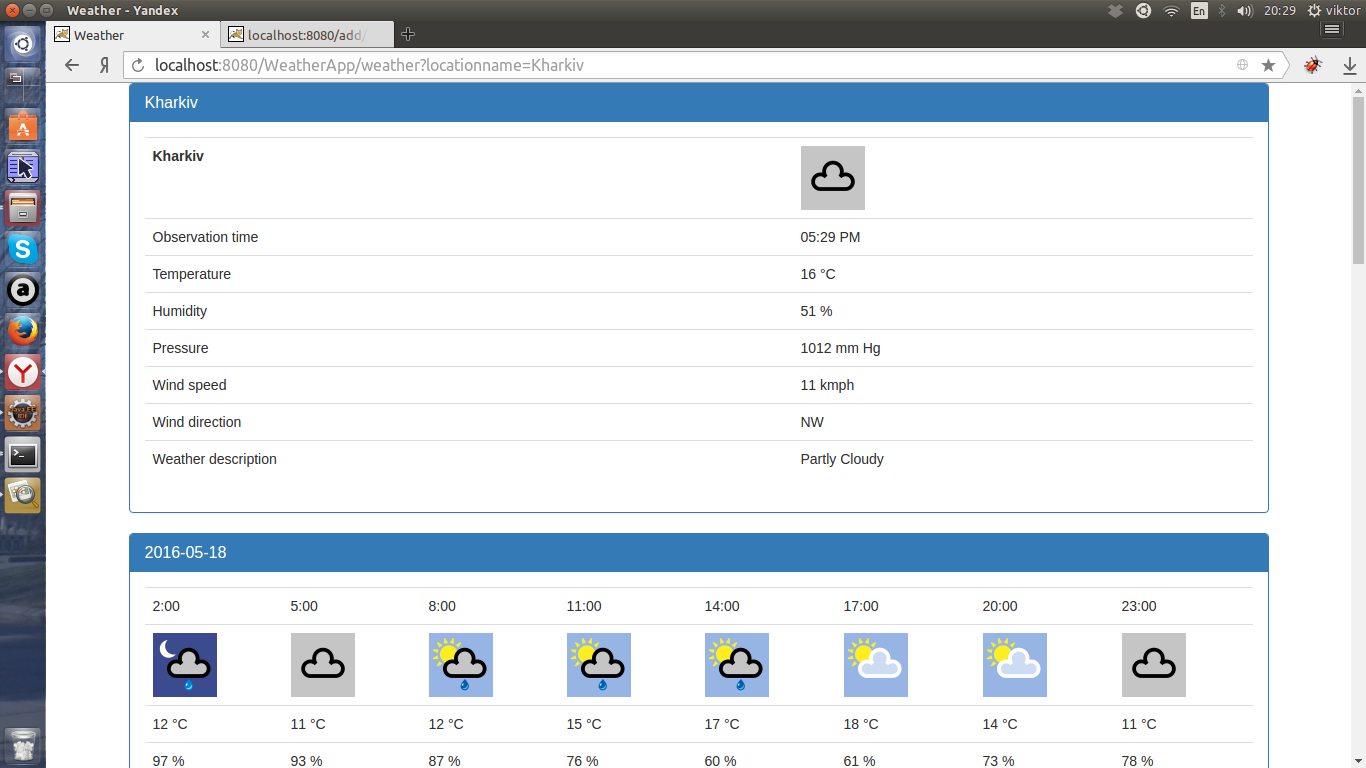 Weather - Yandex
En
20:29
viktor
Weather
localhost:8080/add/
localhost:8080/WeatherApp/weather?locationname=Kharkiv
Kharkiv
Kharkiv
Observation time 05:29 PM
Temperature 16 °C
Humidity 51 %
Pressure 1012 mm Hg
Wind speed 11 kmph
Wind direction NW
Weather description Partly Cloudy
2016-05-18
2:00 5:00 8:00 11:00 14:00 17:00 20:00 23:00
12 °C 11 °C 12 °C 15 °C 17 °C 18 °C 14 °C 11 °C
97 % 93 % 87 % 76 % 60 % 61 % 73 % 78 %